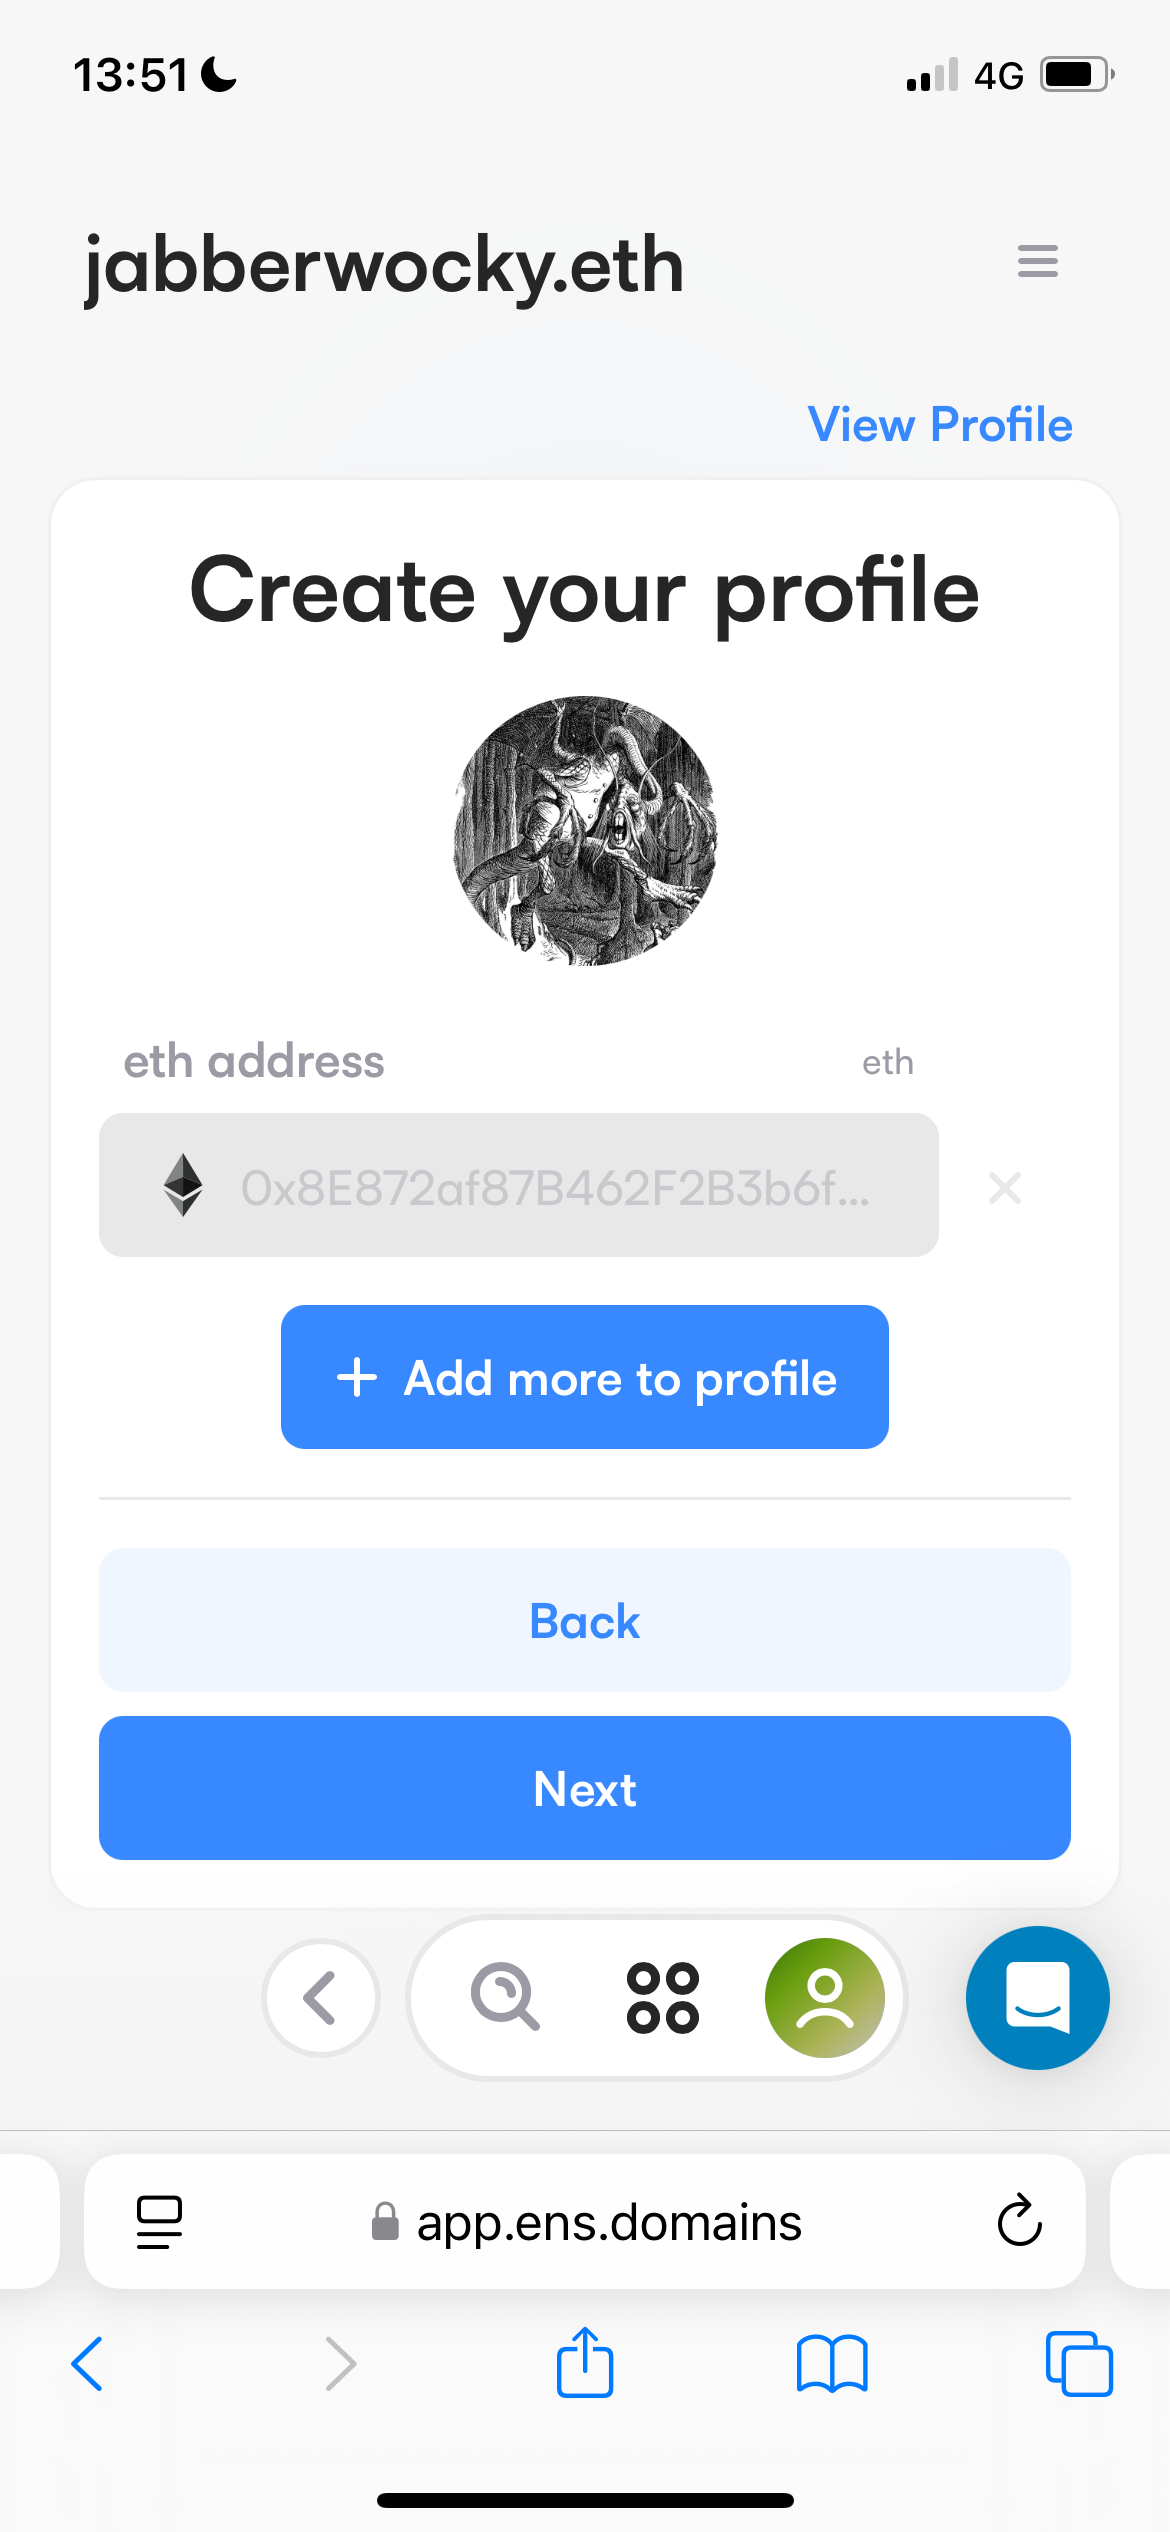 13:51
4G
jabberwocky.eth
View Profile
Create your profile
eth address
eth
0x8E872af87B462F2B3b6f...
Add more to profile
Back
Next
app.ens.domains